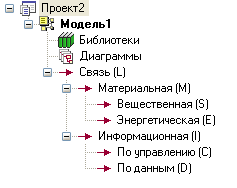 Проект2
Модель1
Библиотеки
Диаграммы
Связь (L)
Материальная (M)
Вещественная (S)
Энергетическая (E)
Информационная (I)
По управлению (C)
По данным (D)